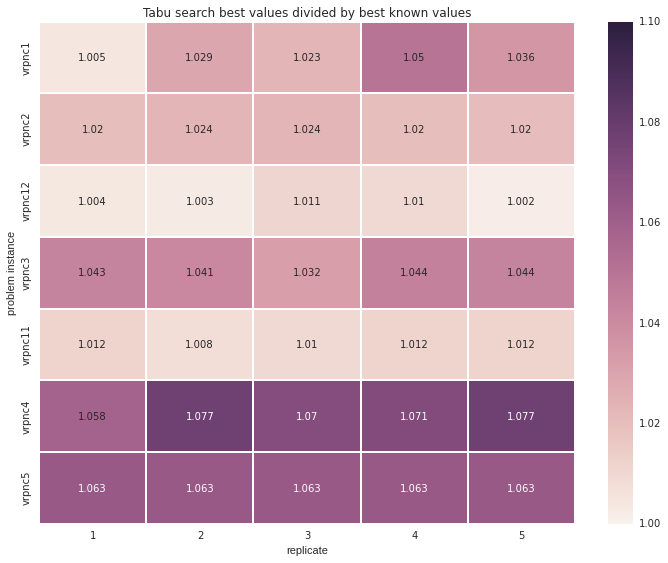 Tabu search best values divided by best known values
vrpnc1 1.005 1.029 1.023 1.05 1.036
vrpnc2 1.02 1.024 1.024 1.02 1.02
vrpnc12 1.004 1.003 1.011 1.01 1.002
vrpnc3 1.043 1.041 1.032 1.044 1.044
vrpnc11 1.012 1.008 1.01 1.012 1.012
vrpnc4 1.058 1.077 1.07 1.071 1.077
vrpnc5 1.063 1.063 1.063 1.063 1.063
problem instance
1 2 3 4 5
replicate
1.10
1.08
1.06
1.04
1.02
1.00